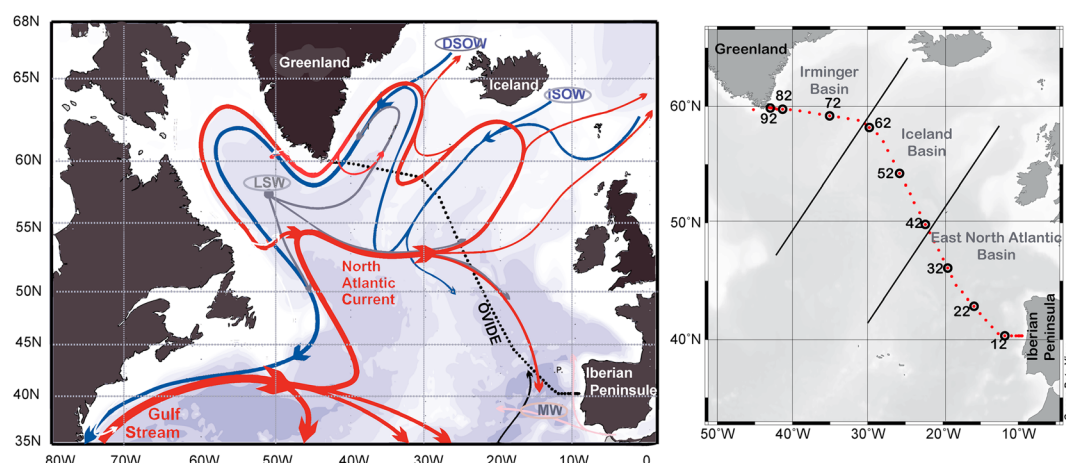 68N
65N
60N
55N
50N
45N
40N
35N
80W
70W
60W
50W
40W
30W
20W
10W
0
Greenland
DSOW
Iceland
ISOW
LSW
North
Atlantic
Current
OVIDE
Gulf
Stream
.P.
Iberian
Peninsula
MW
60°N
50°N
40°N
50°W
40°W
30°W
20°W
10°W
Greenland
Irminger
Basin
82
92
72
62
Iceland
Basin
52
42
East North Atlantic
Basin
32
22
12
Iberian
Peninsula